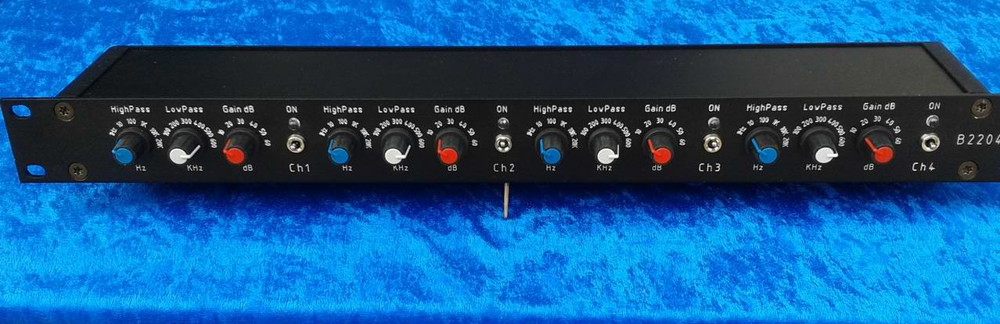 HighPass LowPass Gain dB ON HighPass LowPass Gain dB ON HighPass LowPass Gain dB ON HighPass LowPass Gain dB ON
10 100 1K 10K 20K 100 200 300 400 500 600 10 20 30 40 50 60 10 100 1K 10K 20K 100 200 300 400 500 600 10 20 30 40 50 60 10 100 1K 10K 20K 100 200 300 400 500 600 10 20 30 40 50 60 10 100 1K 10K 20K 100 200 300 400 500 600 10 20 30 40 50 60
B2204
Hz KHz dB Ch1 Hz KHz dB Ch2 Hz KHz dB Ch3 Hz KHz dB Ch4